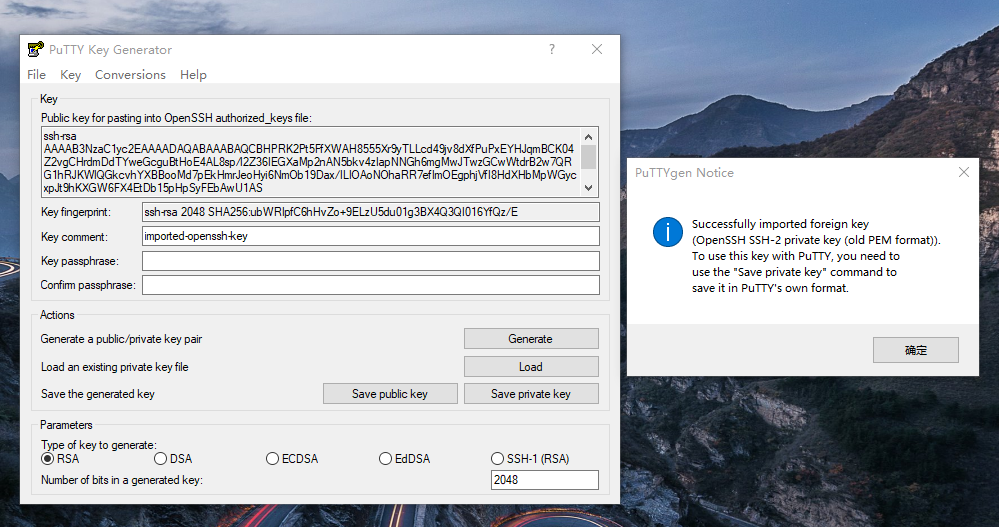 PuTTY Key Generator
?
File Key Conversions Help
Key
Public key for pasting into OpenSSH authorized_keys file:
ssh-rsa
AAAAB3NzaC1yc2EAAAADAQABAAABAQCBHPRK2Pt5FfXWAH8555Xr9yTLLcd49jv8dXfPuPxEYHJqmBCK04
Z2vgCHrdmDdTYweGcguBtHoE4AL8sp/l2Z36IEGXaMp2nAN5bkv4zIapNNGh6mgMwJTwzGCwWtdrB2w7QR
G1hRJKWlQGkcvhYXBBooMd7pEkHmrJeoHyi6NmOb19Dax/ILIOAoNOhaRR7efImOEgphjVfI8HdXHbMpWGyc
xpJt9hKXGW6FX4EtDb15pHpSyFEbAwU1AS
Key fingerprint:
ssh-rsa 2048 SHA256:ubWRlpfC6hHvZo+9ELzU5du01g3BX4Q3QI016YfQz/E
Key comment:
imported-openssh-key
Key passphrase:
Confirm passphrase:
Actions
Generate a public/private key pair
Generate
Load an existing private key file
Load
Save the generated key
Save public key
Save private key
Parameters
Type of key to generate:
RSA
DSA
ECDSA
EdDSA
SSH-1 (RSA)
Number of bits in a generated key:
2048
PuTTYgen Notice
Successfully imported foreign key
(OpenSSH SSH-2 private key (old PEM format)).
To use this key with PuTTY, you need to
use the "Save private key" command to
save it in PuTTY's own format.
确定